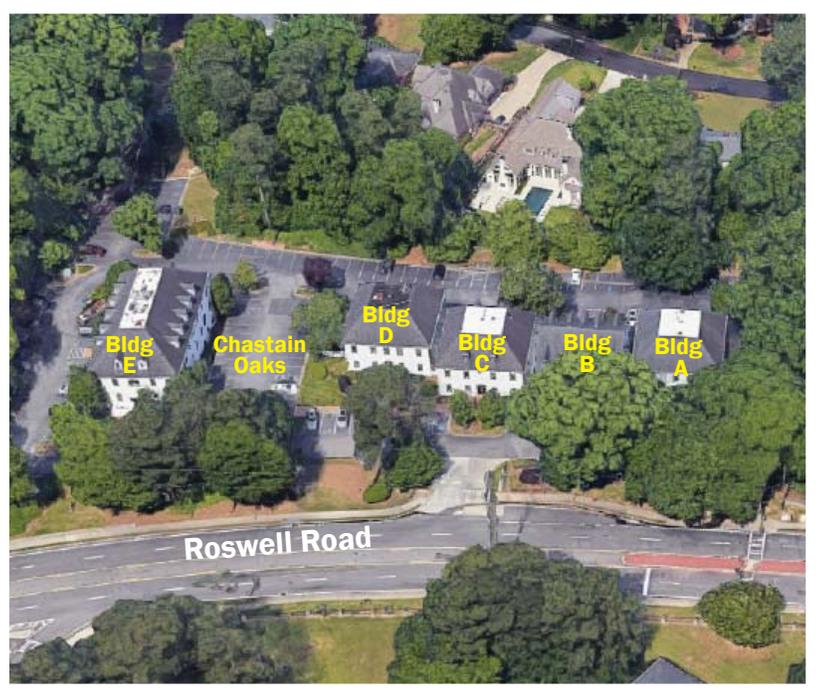 Bldg
E
Chastain
Oaks
Bldg
D
Bldg
C
Bldg
B
Bldg
A
Roswell Road